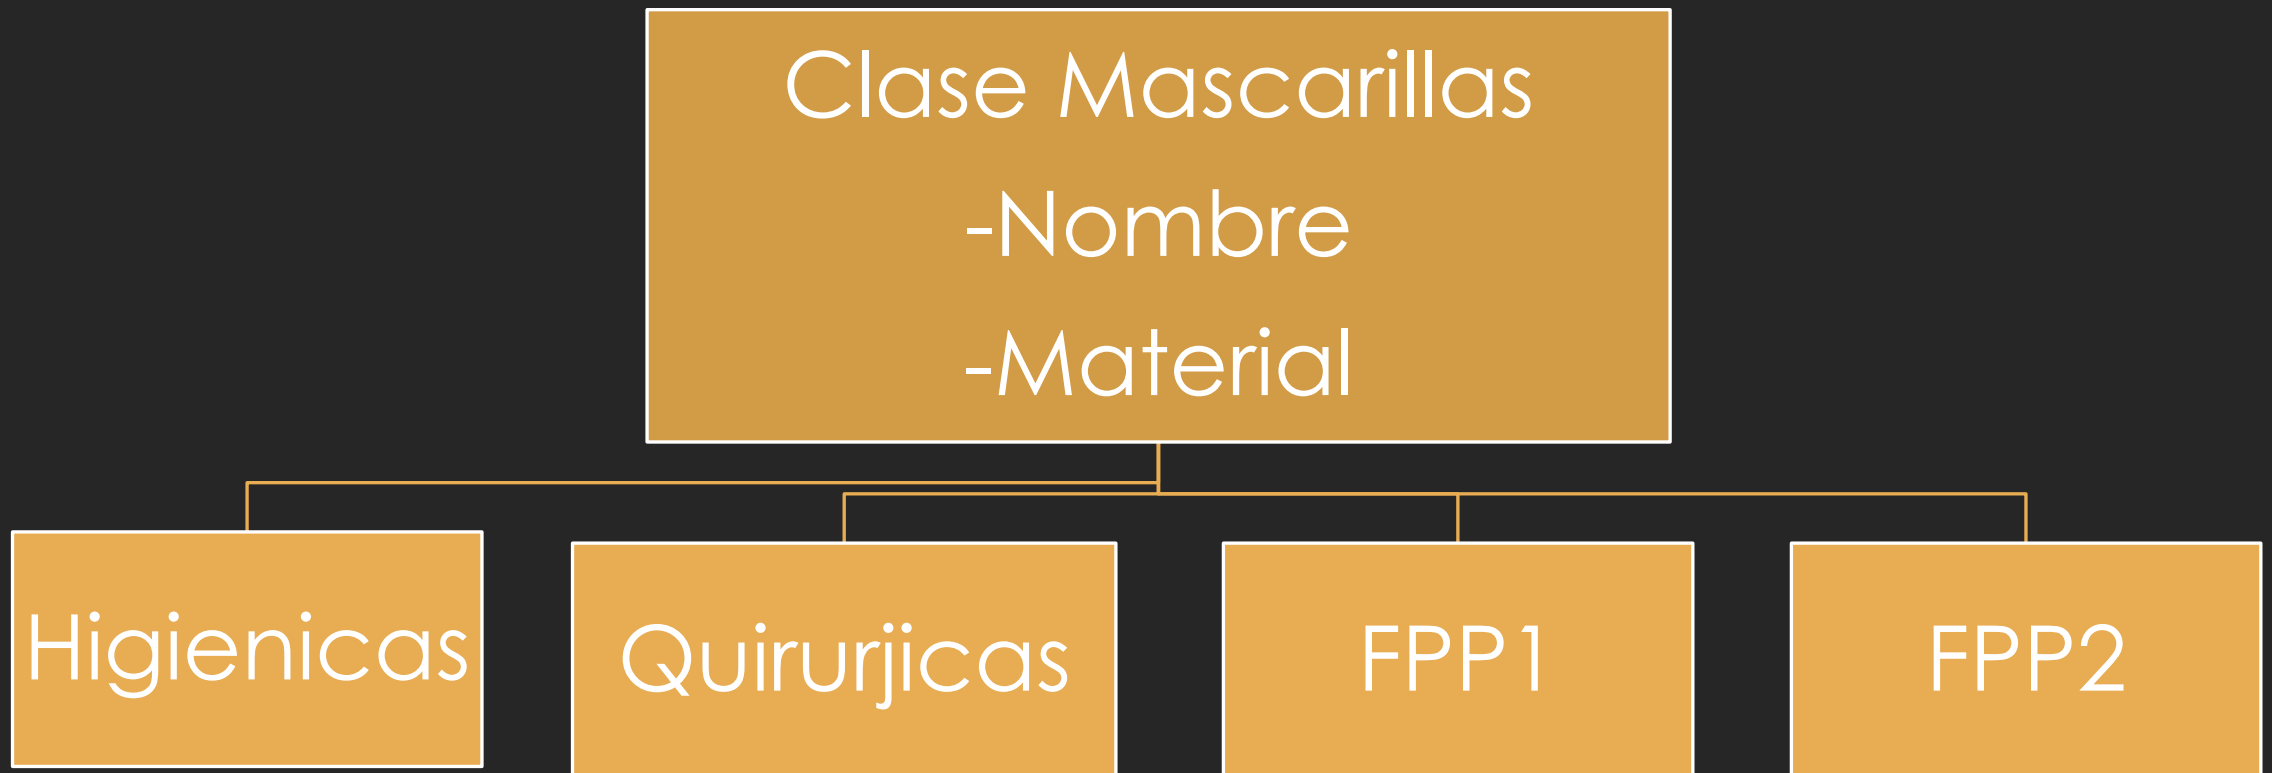 Clase Mascarillas
-Nombre
-Material
Higienicas
Quirurjicas
FPP1
FPP2